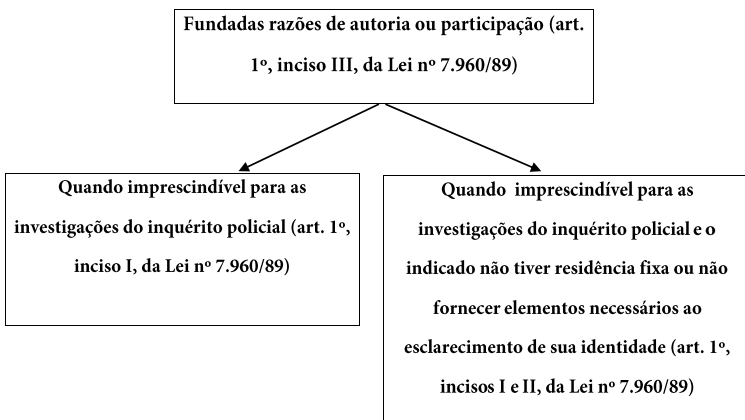 Fundadas razões de autoria ou participação (art.
1º, inciso III, da Lei nº 7.960/89)
Quando imprescindível para as
investigações do inquérito policial (art. 1º,
inciso I, da Lei nº 7.960/89)
Quando imprescindível para as
investigações do inquérito policial e o
indicado não tiver residência fixa ou não
fornecer elementos necessários ao
esclarecimento de sua identidade (art. 1º,
incisos I e II, da Lei nº 7.960/89)